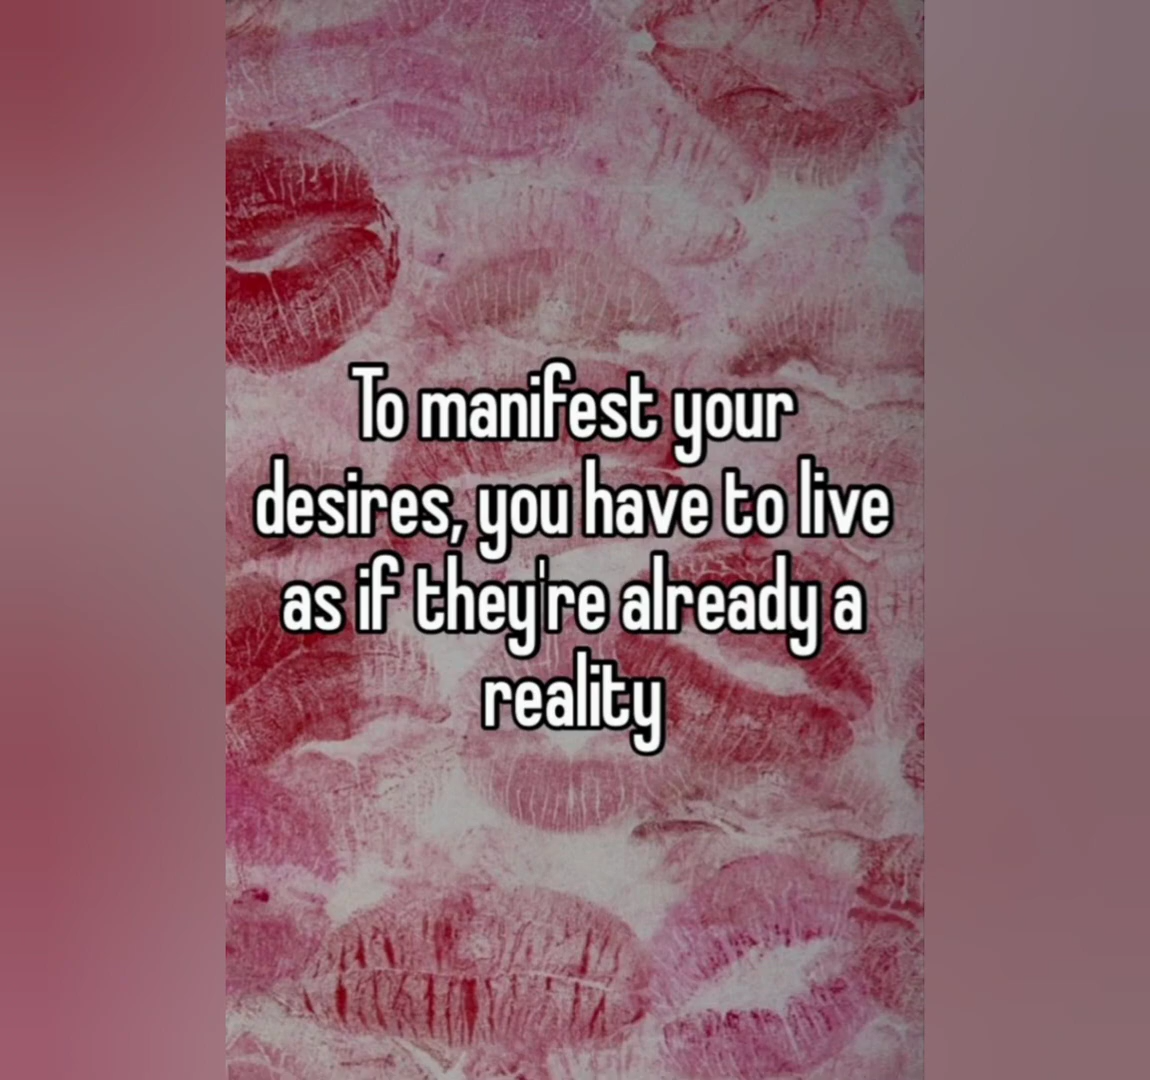 To manifest your
desires, you have to live
as if they're already a
reality